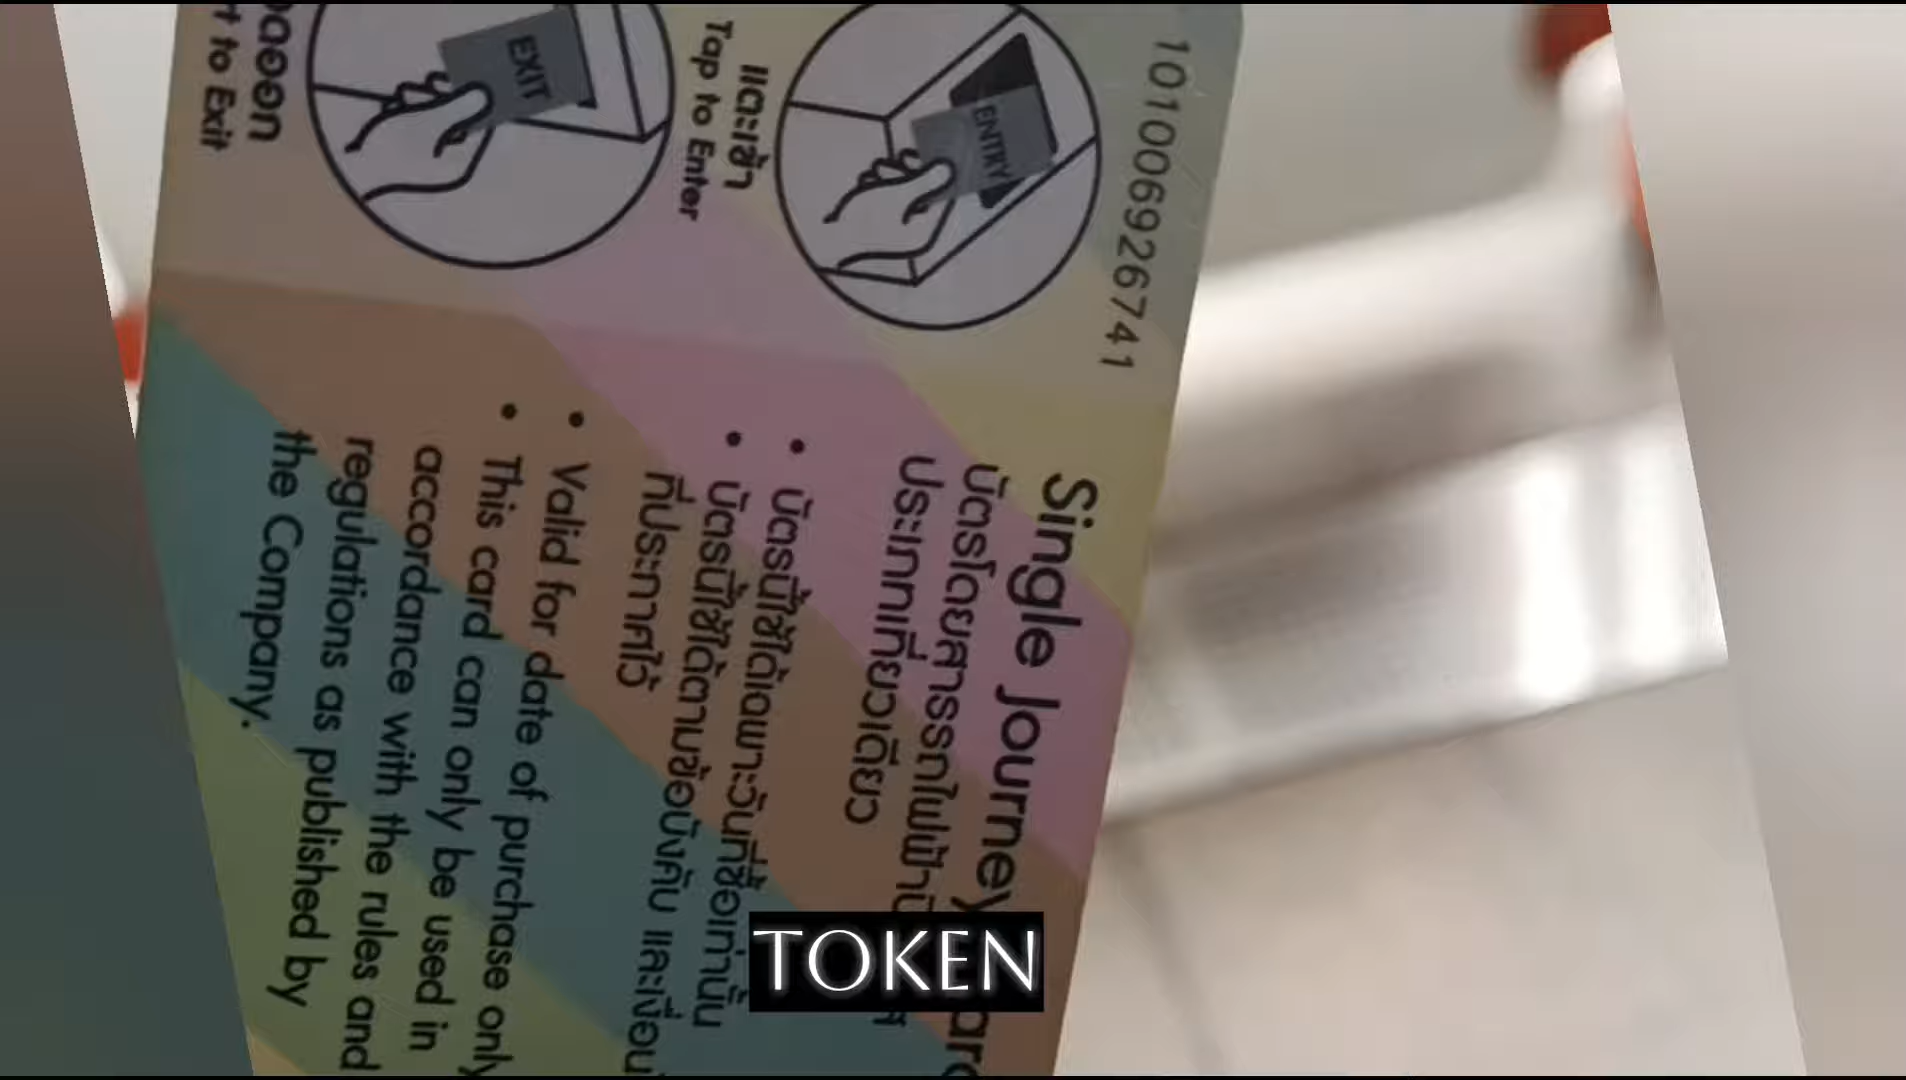 1010069926741
ENTRY
แตะเข้า
Tap to Enter
EXIT
to Exit
Single Journey
บัตรโดยสารรถไฟฟ้า
ประเภทเที่ยวเดียว
• บัตรนี้ใช้ได้เฉพาะวันที่ซื้อเท่านั้น
• บัตรนี้ใช้ได้ตามข้อบังคับ และเงื่อน
ที่ประกาศไว้
• Valid for date of purchase only
• This card can only be used in
accordance with the rules and
regulations as published by
the Company.
TOKEN